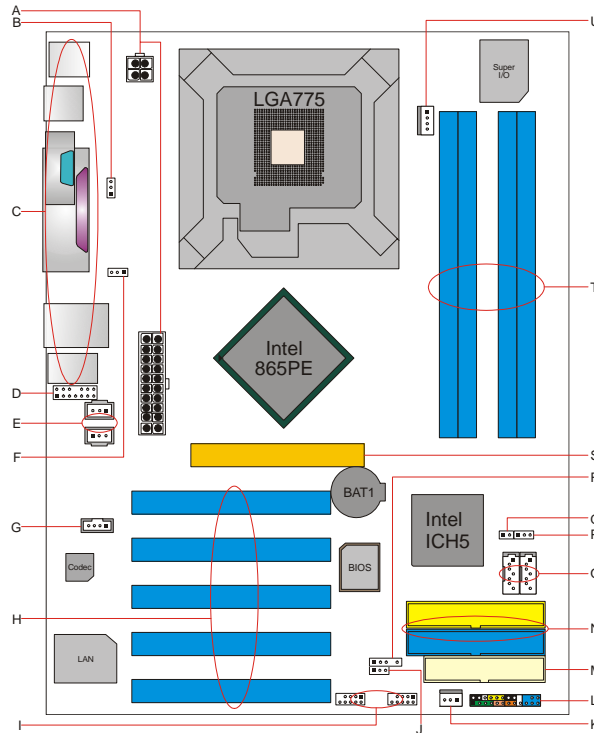 A
B
U
Super
I/O
LGA775
C
T
Intel
865PE
D
E
F
S
R
BAT1
G
Intel
ICH5
Q
P
Codec
BIOS
O
H
N
LAN
M
L
I
J
K